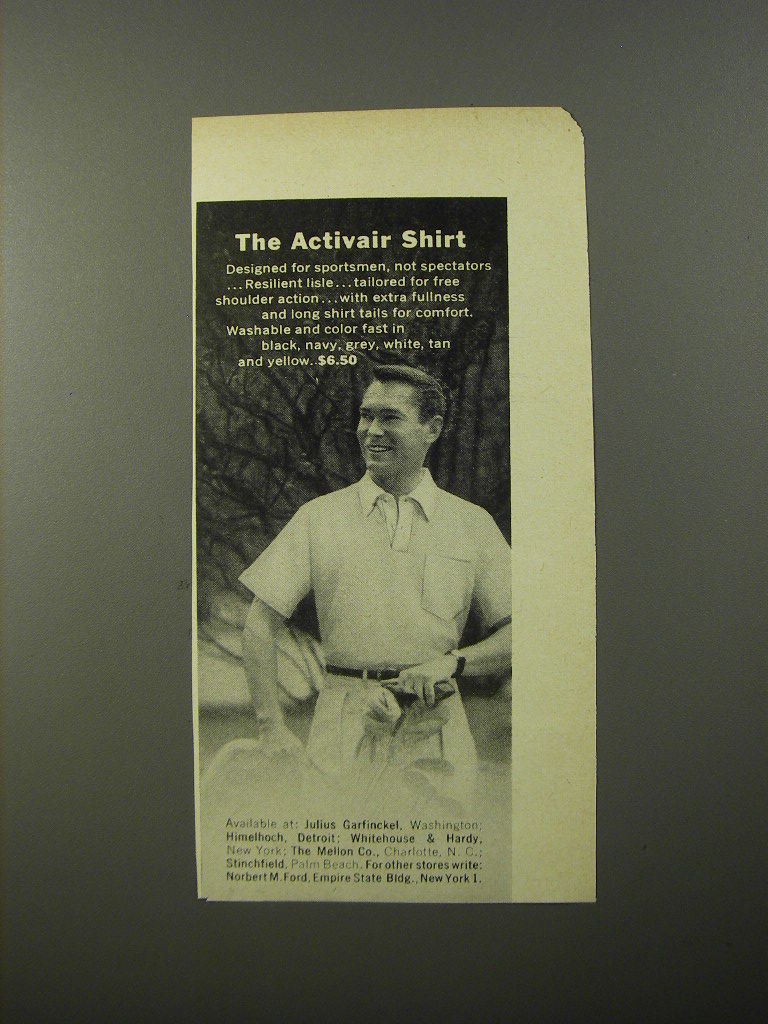 The Activair Shirt
Designed for sportsmen, not spectators
...Resilient lisle...tailored for free
shoulder action...with extra fullness
and long shirt tails for comfort.
Washable and color fast in
black, navy, grey, white, tan
and yellow..$6.50
Available at: Julius Garfinckel, Washington;
Himelhoch, Detroit; Whitehouse & Hardy,
New York; The Mellon Co., Charlotte, N. C.;
Stinchfield, Palm Beach. For other stores write:
Norbert M. Ford, Empire State Bldg., New York 1.